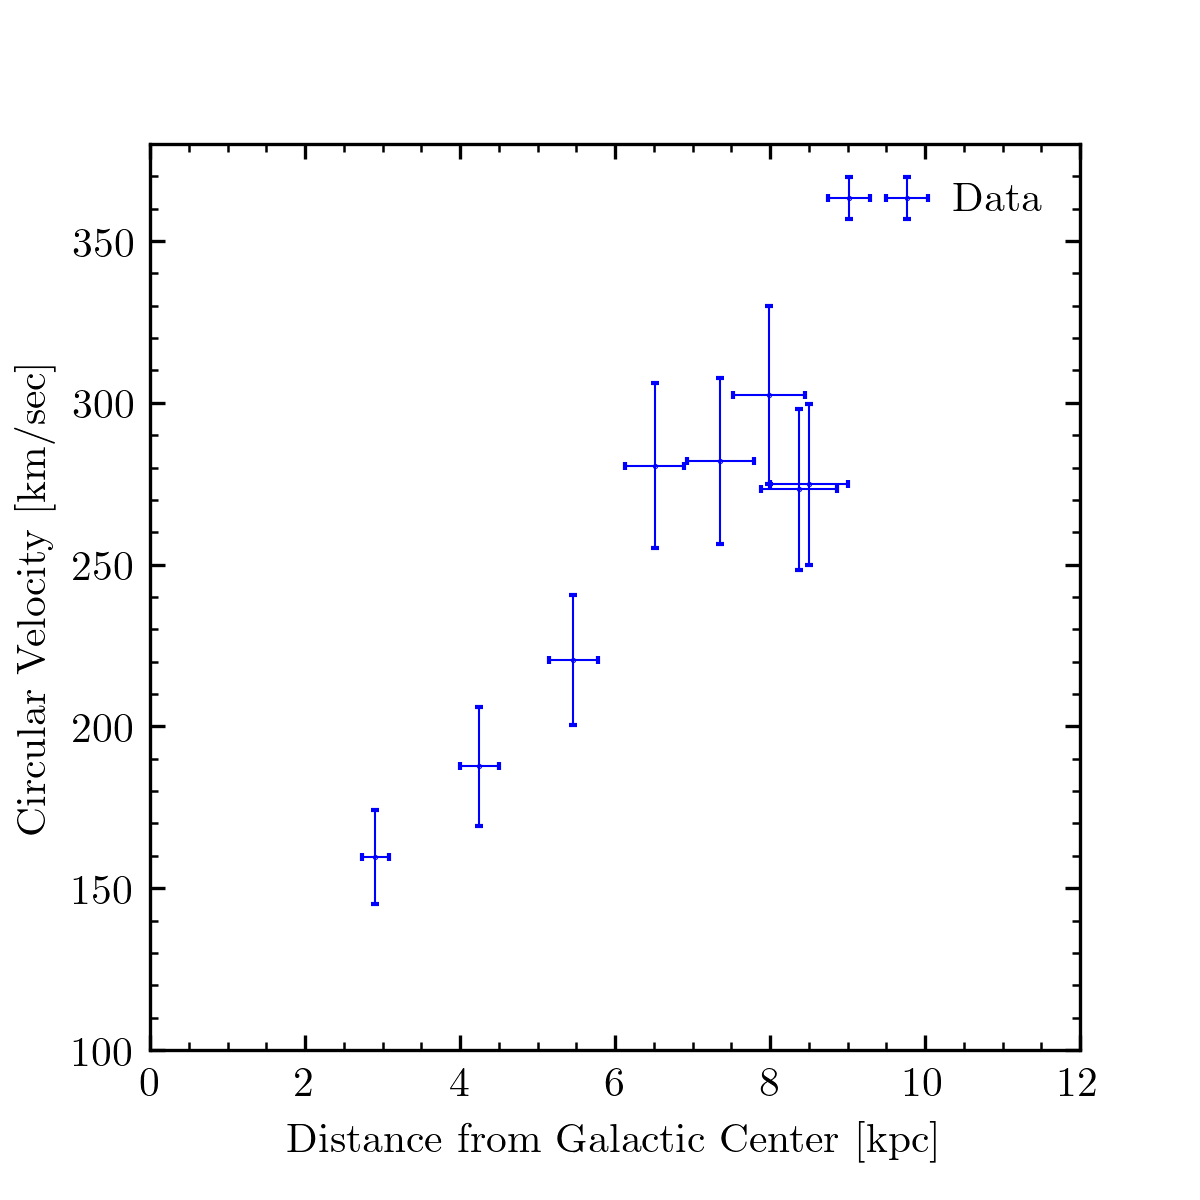 Data
350
300
250
200
150
100
0 2 4 6 8 10 12
Circular Velocity [km/sec]
Distance from Galactic Center [kpc]